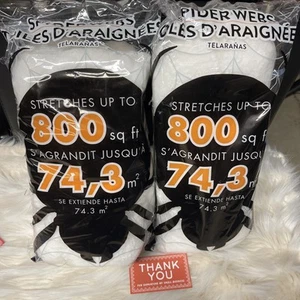 SPIDER WEBS
TOILES D'ARAIGNÉE
TELARAÑAS
STRETCHES UP TO
800 sq ft
S'AGRANDIT JUSQU'À
74,3 m²
SE EXTIENDE HASTA
74.3 m²
SPIDER WEBS
TOILES D'ARAIGNÉE
TELARAÑAS
STRETCHES UP TO
800 sq ft
S'AGRANDIT JUSQU'À
74,3 m²
SE EXTIENDE HASTA
74.3 m²
THANK
YOU